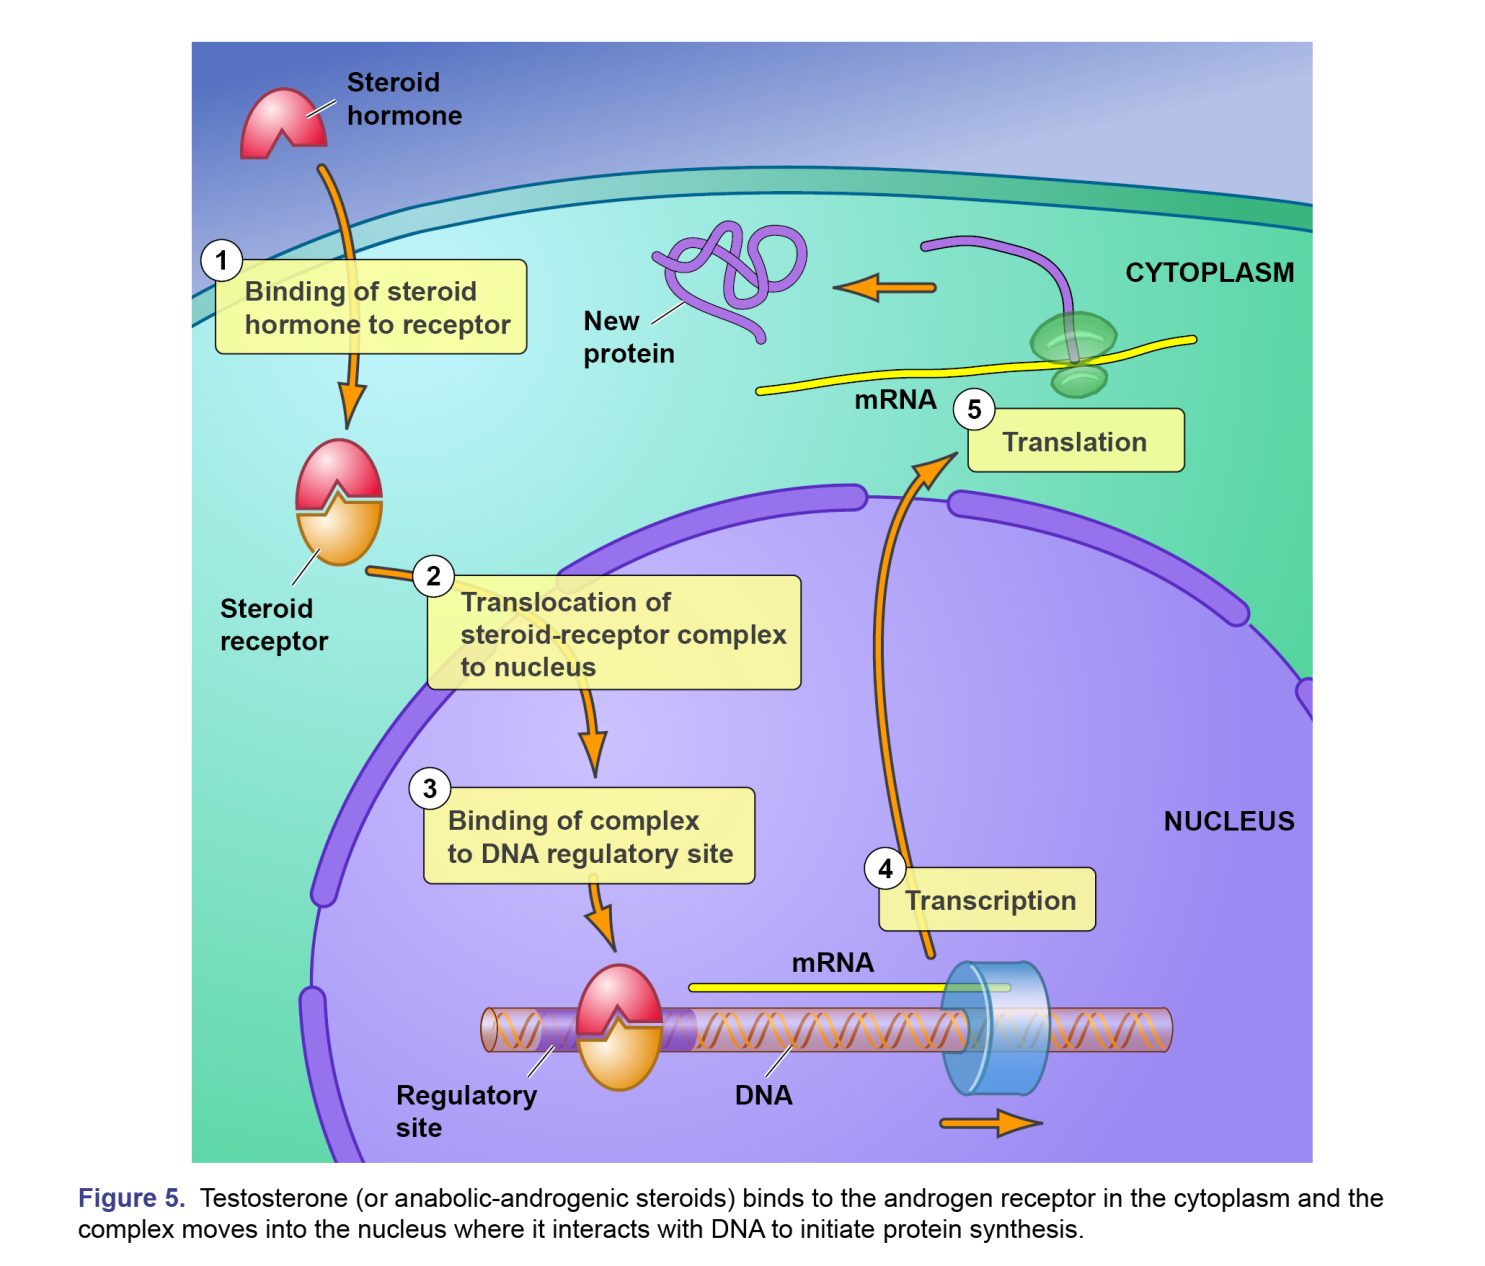 Steroid
hormone
1
Binding of steroid
hormone to receptor
CYTOPLASM
New
protein
mRNA
5
Translation
Steroid
receptor
2
Translocation of
steroid-receptor complex
to nucleus
3
Binding of complex
to DNA regulatory site
NUCLEUS
4
Transcription
mRNA
Regulatory
site
DNA
Figure 5. Testosterone (or anabolic-androgenic steroids) binds to the androgen receptor in the cytoplasm and the
complex moves into the nucleus where it interacts with DNA to initiate protein synthesis.